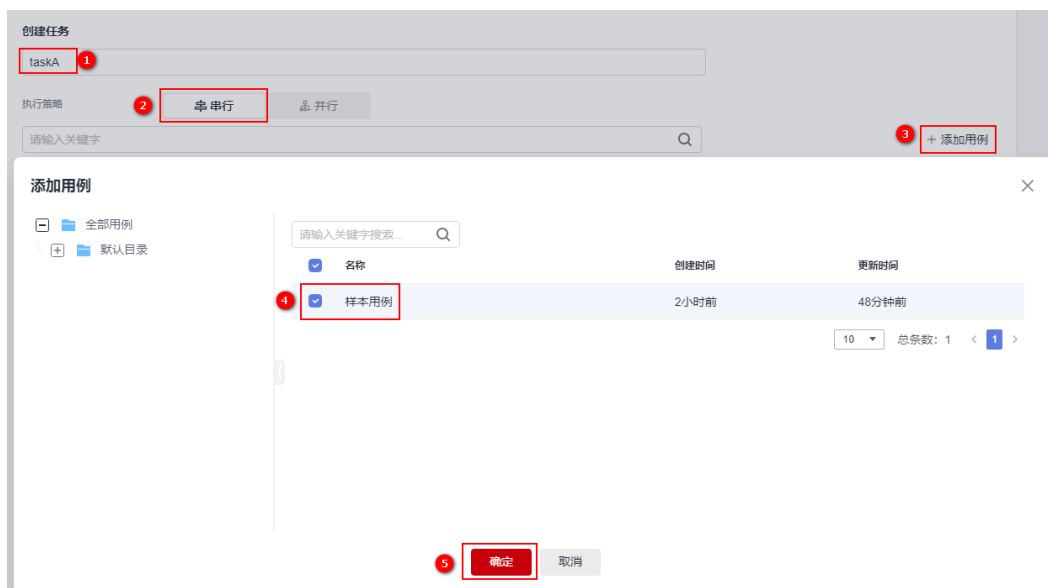 创建任务
taskA 1
执行策略 2 串行 并行
请输入关键字 3 + 添加用例
添加用例
全部用例
默认目录
请输入关键字搜索...
名称 创建时间 更新时间
4 样本用例 2小时前 48分钟前
10 总条数: 1 < 1 >
5 确定 取消